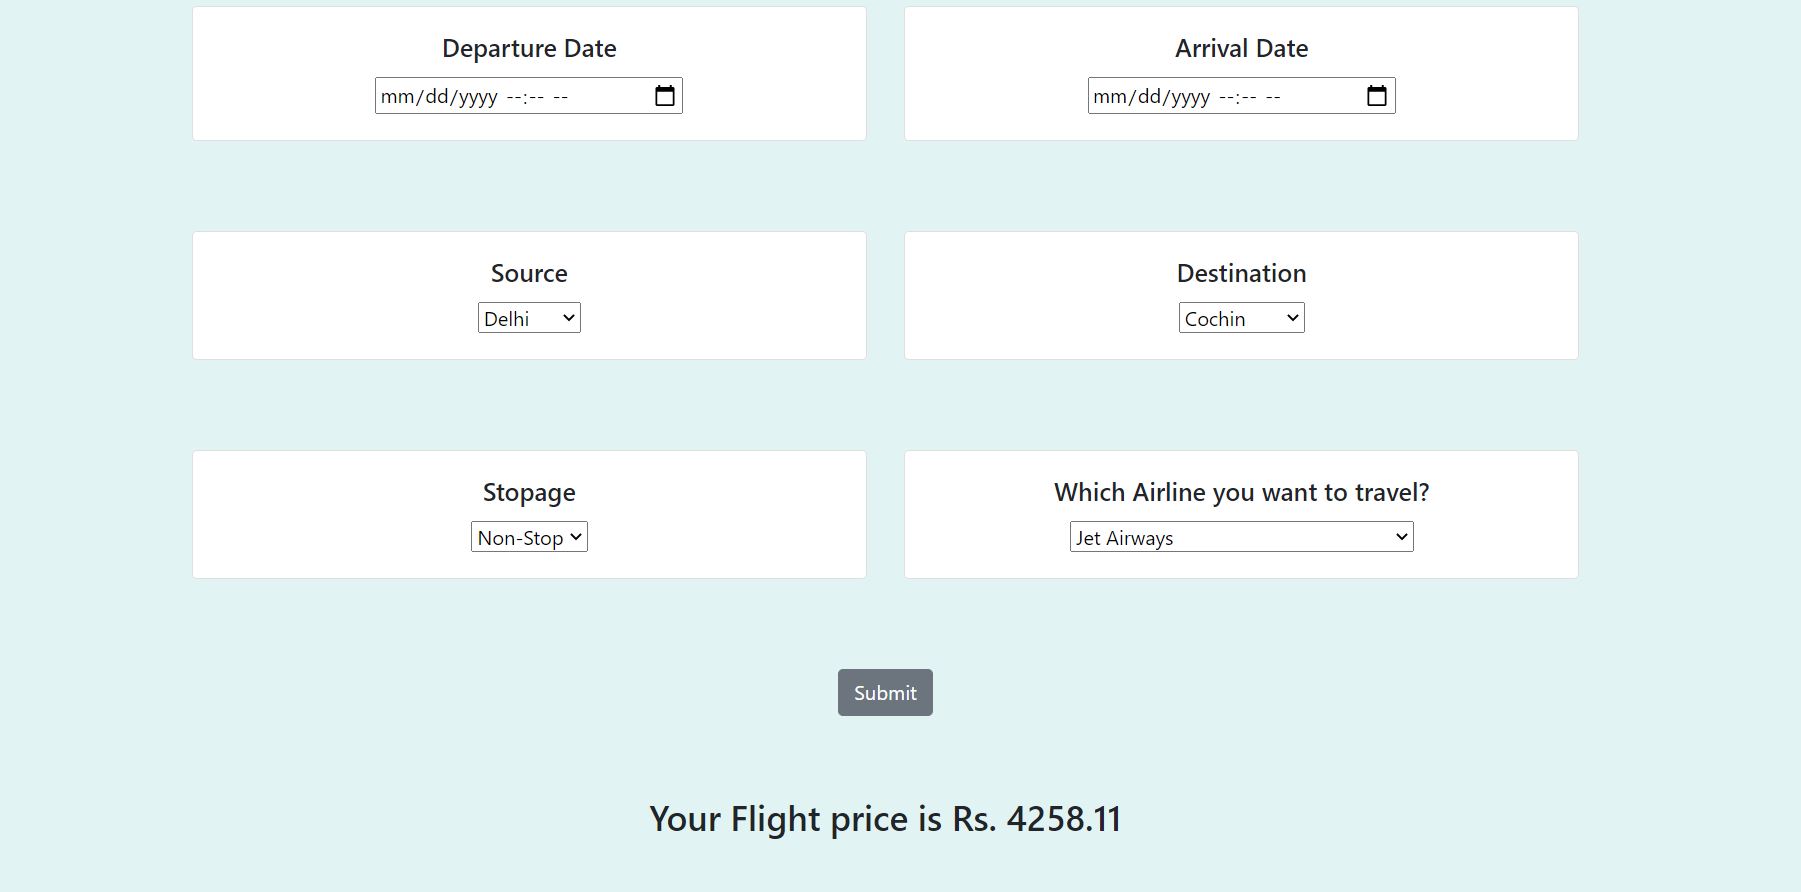 Departure Date
Arrival Date
mm/dd/yyyy --:-- --
mm/dd/yyyy --:-- --
Source
Destination
Delhi
Cochin
Stopage
Which Airline you want to travel?
Non-Stop
Jet Airways
Submit
Your Flight price is Rs. 4258.11